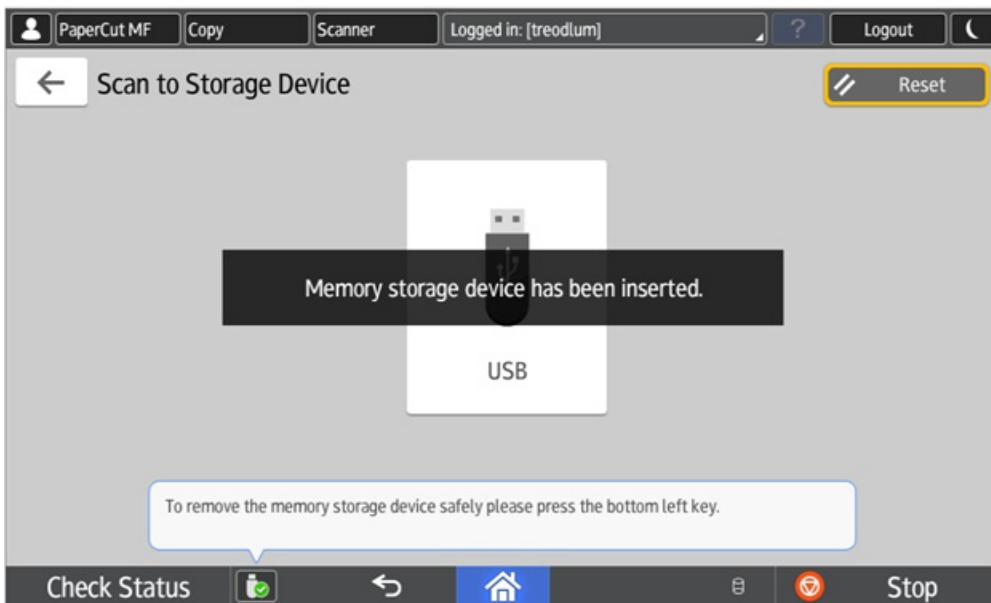 PaperCut MF Copy Scanner Logged in: [treodlum] ? Logout
Scan to Storage Device
Reset
Memory storage device has been inserted.
USB
To remove the memory storage device safely please press the bottom left key.
Check Status Stop